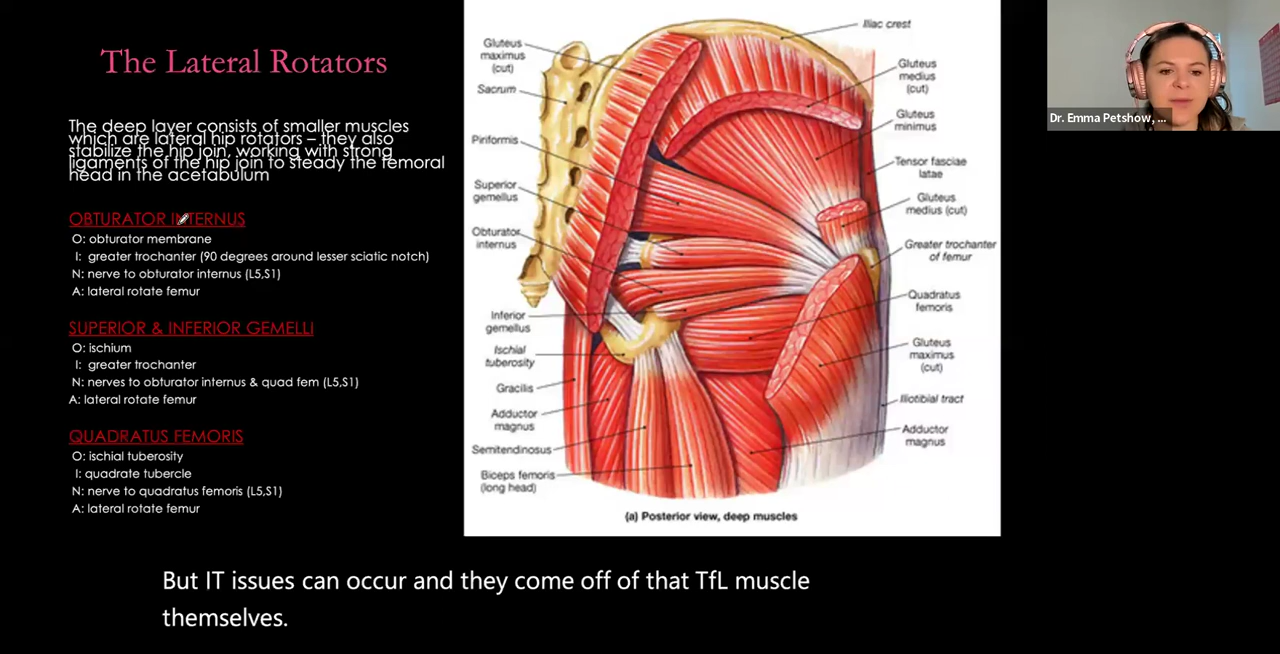 The Lateral Rotators
The deep layer consists of smaller muscles
which are lateral hip rotators – they also
stabilize the hip join, working with strong
ligaments of the hip join to steady the femoral
head in the acetabulum
OBTURATOR INTERNUS
O: obturator membrane
I: greater trochanter (90 degrees around lesser sciatic notch)
N: nerve to obturator internus (L5,S1)
A: lateral rotate femur
SUPERIOR & INFERIOR GEMELLI
O: ischium
I: greater trochanter
N: nerves to obturator internus & quad fem (L5,S1)
A: lateral rotate femur
QUADRATUS FEMORIS
O: ischial tuberosity
I: quadrate tubercle
N: nerve to quadratus femoris (L5,S1)
A: lateral rotate femur
Gluteus
maximus
(cut)
Sacrum
Piriformis
Superior
gemellus
Obturator
internus
Inferior
gemellus
Ischial
tuberosity
Gracilis
Adductor
magnus
Semitendinosus
Biceps femoris
(long head)
Iliac crest
Gluteus
medius
(cut)
Gluteus
minimus
Tensor fasciae
latae
Gluteus
medius (cut)
Greater trochanter
of femur
Quadratus
femoris
Gluteus
maximus
(cut)
Iliotibial tract
Adductor
magnus
(a) Posterior view, deep muscles
Dr. Emma Petshow, ...
But IT issues can occur and they come off of that TfL muscle
themselves.